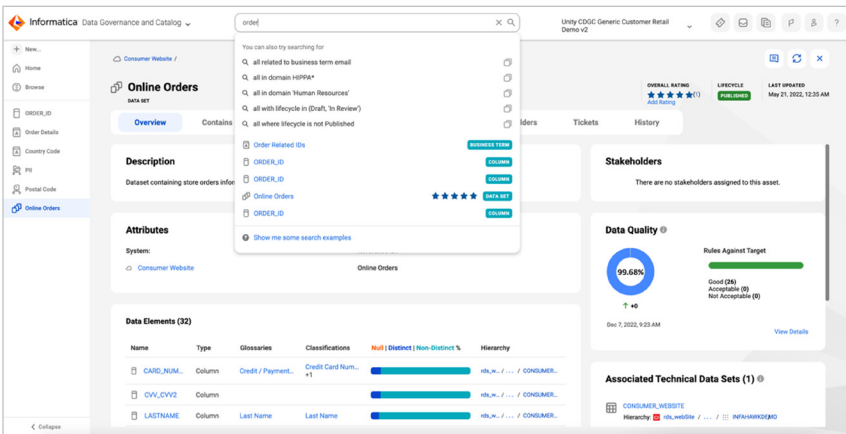 Informatica Data Governance and Catalog
order
Unity CDGC Generic Customer Retail
Demo v2
New...
Home
Browse
ORDER_ID
Order Details
Country Code
PII
Postal Code
Online Orders
Collapse
Consumer Website /
Online Orders
DATA SET
OVERALL RATING
(1)
Add Rating
LIFECYCLE
PUBLISHED
LAST UPDATED
May 21, 2022, 12:35 AM
You can also try searching for
all related to business term email
all in domain HIPPA*
all in domain 'Human Resources'
all with lifecycle in (Draft, 'In Review')
all where lifecycle is not Published
Order Related IDs BUSINESS TERM
ORDER_ID COLUMN
ORDER_ID COLUMN
Online Orders DATA SET
ORDER_ID COLUMN
Show me some search examples
Overview Contains Tickets History
Description
Dataset containing store orders
Attributes
System:
Consumer Website
Online Orders
Data Elements (32)
Name Type Glossaries Classifications Null | Distinct | Non-Distinct % Hierarchy
CARD_NUM... Column Credit / Payment... Credit Card Num... rds_w... / ... / CONSUMER...
+1
CVV_CVV2 Column rds_w... / ... / CONSUMER...
LASTNAME Column Last Name Last Name rds_w... / ... / CONSUMER...
Stakeholders
There are no stakeholders assigned to this asset.
Data Quality
99.68%
+0
Dec 7, 2022, 9:23 AM
Rules Against Target
Good (26)
Acceptable (0)
Not Acceptable (0)
View Details
Associated Technical Data Sets (1)
CONSUMER_WEBSITE
Hierarchy: rds_webSite / ... / INFAHAWKDEMO